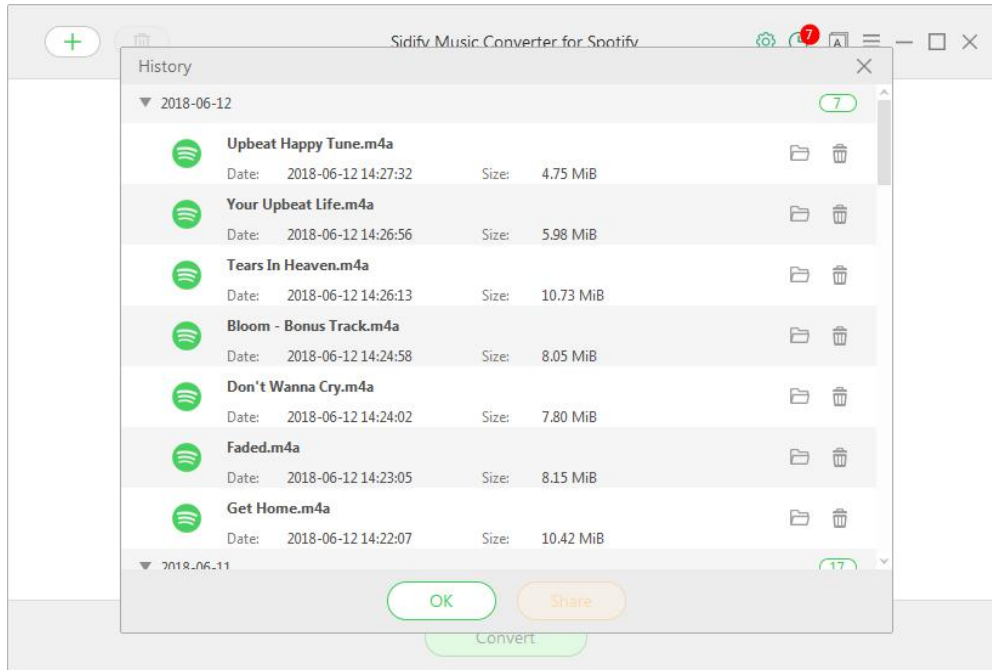 Sidify Music Converter for Spotify
7
A
History
2018-06-12 7
Upbeat Happy Tune.m4a
Date: 2018-06-12 14:27:32 Size: 4.75 MiB
Your Upbeat Life.m4a
Date: 2018-06-12 14:26:56 Size: 5.98 MiB
Tears In Heaven.m4a
Date: 2018-06-12 14:26:13 Size: 10.73 MiB
Bloom - Bonus Track.m4a
Date: 2018-06-12 14:24:58 Size: 8.05 MiB
Don't Wanna Cry.m4a
Date: 2018-06-12 14:24:02 Size: 7.80 MiB
Faded.m4a
Date: 2018-06-12 14:23:05 Size: 8.15 MiB
Get Home.m4a
Date: 2018-06-12 14:22:07 Size: 10.42 MiB
2018-06-11 17
OK Share
Convert